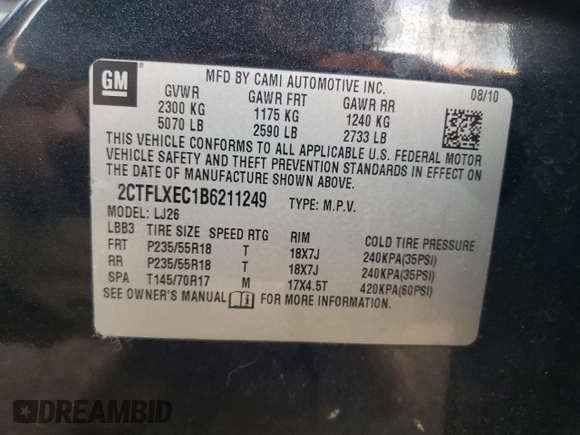 GM
MFD BY CAMI AUTOMOTIVE INC.
08/10
GVWR GAWR FRT GAWR RR
2300 KG 1175 KG 1240 KG
5070 LB 2590 LB 2733 LB
THIS VEHICLE CONFORMS TO ALL APPLICABLE U.S. FEDERAL MOTOR
VEHICLE SAFETY AND THEFT PREVENTION STANDARDS IN EFFECT ON
THE DATE OF MANUFACTURE SHOWN ABOVE.
2CTFLXEC1B6211249 TYPE: M.P.V.
MODEL: LJ26
LBB3 TIRE SIZE SPEED RTG RIM COLD TIRE PRESSURE
FRT P235/55R18 T 18X7J 240KPA(35PSI)
RR P235/55R18 T 18X7J 240KPA(35PSI)
SPA T145/70R17 M 17X4.5T 420KPA(60PSI)
SEE OWNER'S MANUAL i FOR MORE INFORMATION.
DREAMBID